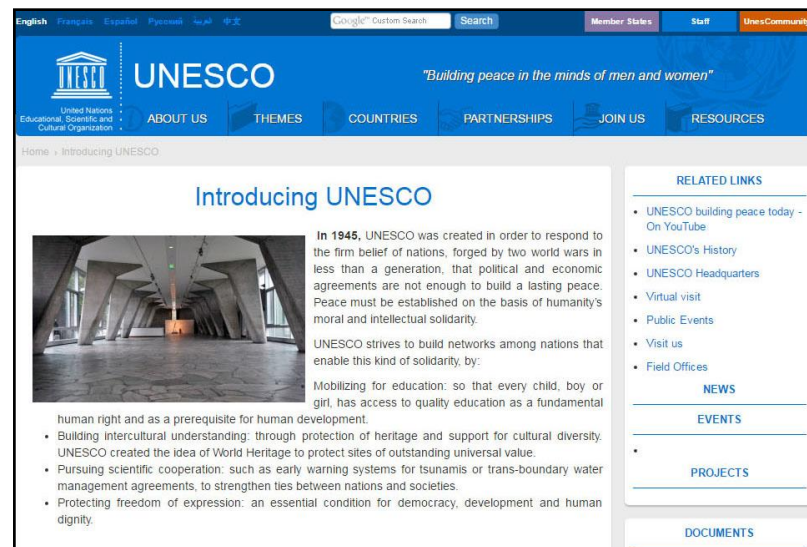 English Français Español Русский العربية 中文
Google™ Custom Search
Search
Member States
Staff
UnesCommunity
UNESCO
United Nations
Educational, Scientific and
Cultural Organization
UNESCO
"Building peace in the minds of men and women"
ABOUT US
THEMES
COUNTRIES
PARTNERSHIPS
JOIN US
RESOURCES
Home › Introducing UNESCO
Introducing UNESCO
In 1945, UNESCO was created in order to respond to
the firm belief of nations, forged by two world wars in
less than a generation, that political and economic
agreements are not enough to build a lasting peace.
Peace must be established on the basis of humanity's
moral and intellectual solidarity.
UNESCO strives to build networks among nations that
enable this kind of solidarity, by:
Mobilizing for education: so that every child, boy or
girl, has access to quality education as a fundamental
human right and as a prerequisite for human development.
• Building intercultural understanding: through protection of heritage and support for cultural diversity.
UNESCO created the idea of World Heritage to protect sites of outstanding universal value.
• Pursuing scientific cooperation: such as early warning systems for tsunamis or trans-boundary water
management agreements, to strengthen ties between nations and societies.
• Protecting freedom of expression: an essential condition for democracy, development and human
dignity.
RELATED LINKS
• UNESCO building peace today -
On YouTube
• UNESCO's History
• UNESCO Headquarters
• Virtual visit
• Public Events
• Visit us
• Field Offices
NEWS
EVENTS
•
PROJECTS
DOCUMENTS